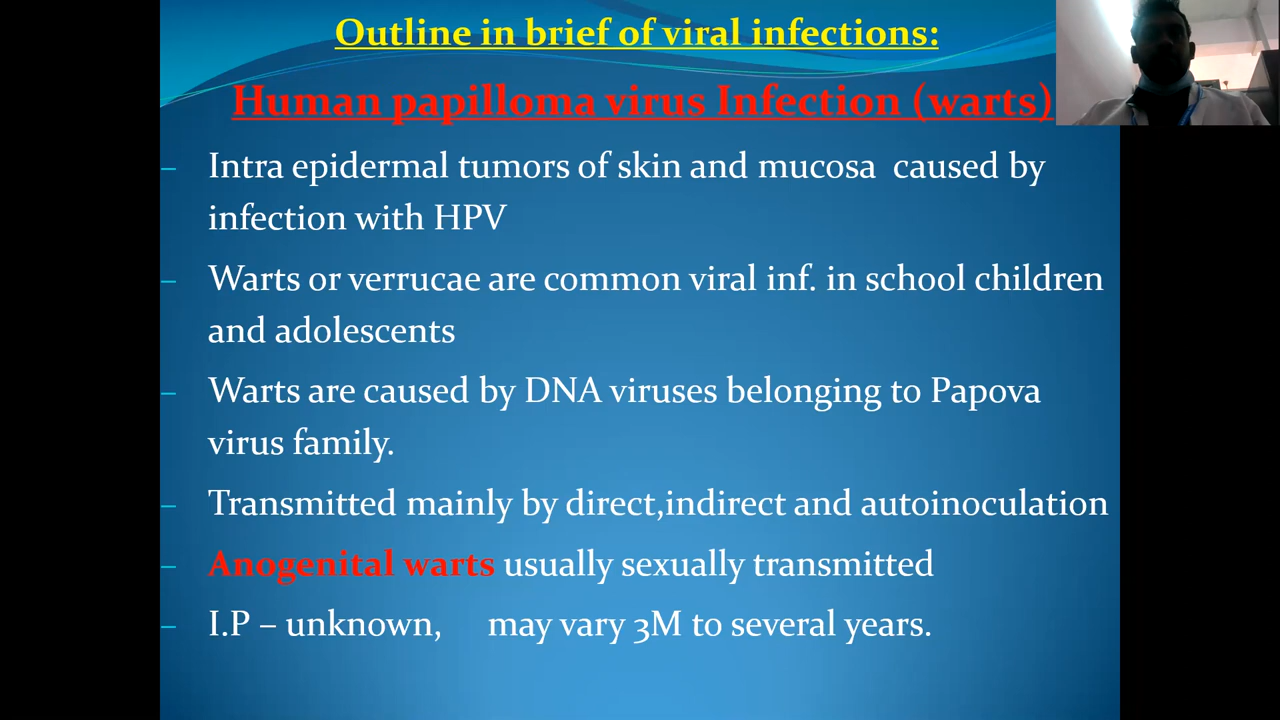 Outline in brief of viral infections:
Human papilloma virus Infection (warts)
– Intra epidermal tumors of skin and mucosa caused by
infection with HPV
– Warts or verrucae are common viral inf. in school children
and adolescents
– Warts are caused by DNA viruses belonging to Papova
virus family.
– Transmitted mainly by direct,indirect and autoinoculation
– Anogenital warts usually sexually transmitted
– I.P – unknown, may vary 3M to several years.